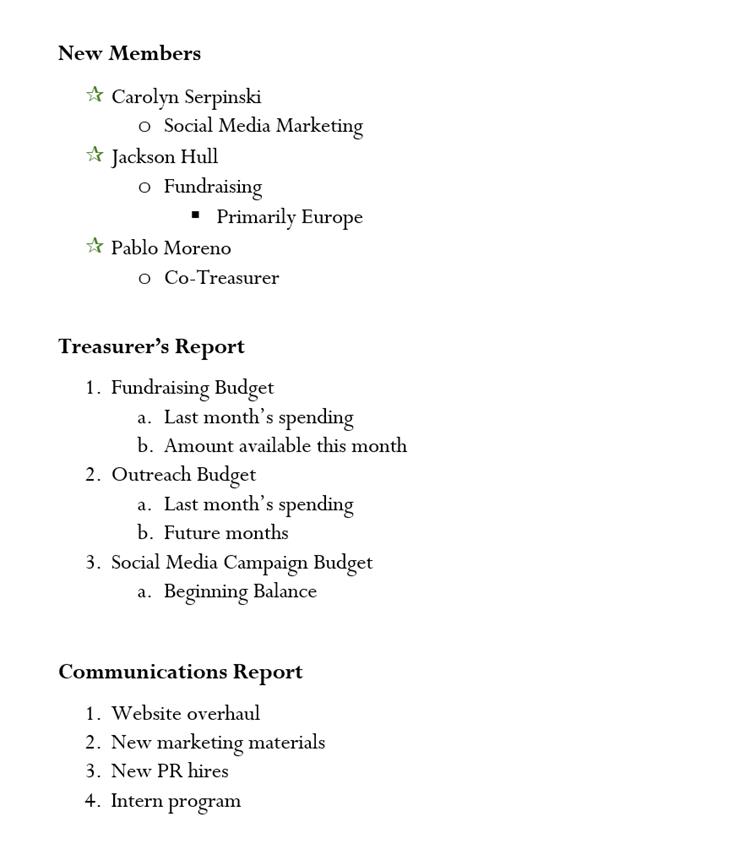 New Members
☆ Carolyn Serpinski
o Social Media Marketing
☆ Jackson Hull
o Fundraising
▪ Primarily Europe
☆ Pablo Moreno
o Co-Treasurer
Treasurer’s Report
1. Fundraising Budget
a. Last month’s spending
b. Amount available this month
2. Outreach Budget
a. Last month’s spending
b. Future months
3. Social Media Campaign Budget
a. Beginning Balance
Communications Report
1. Website overhaul
2. New marketing materials
3. New PR hires
4. Intern program